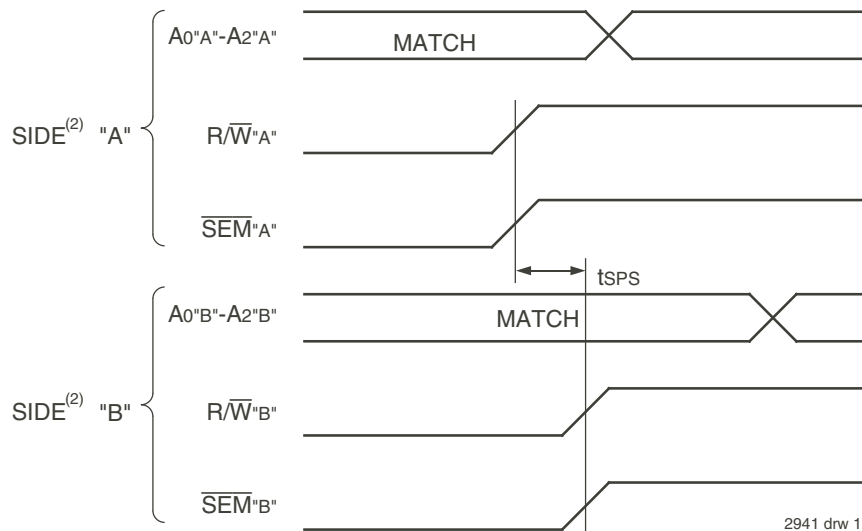 A0"A"-A2"A"
MATCH
SIDE(2) "A"
R/W"A"
SEM"A"
tSPS
A0"B"-A2"B"
MATCH
SIDE(2) "B"
R/W"B"
SEM"B"
2941 drw 1